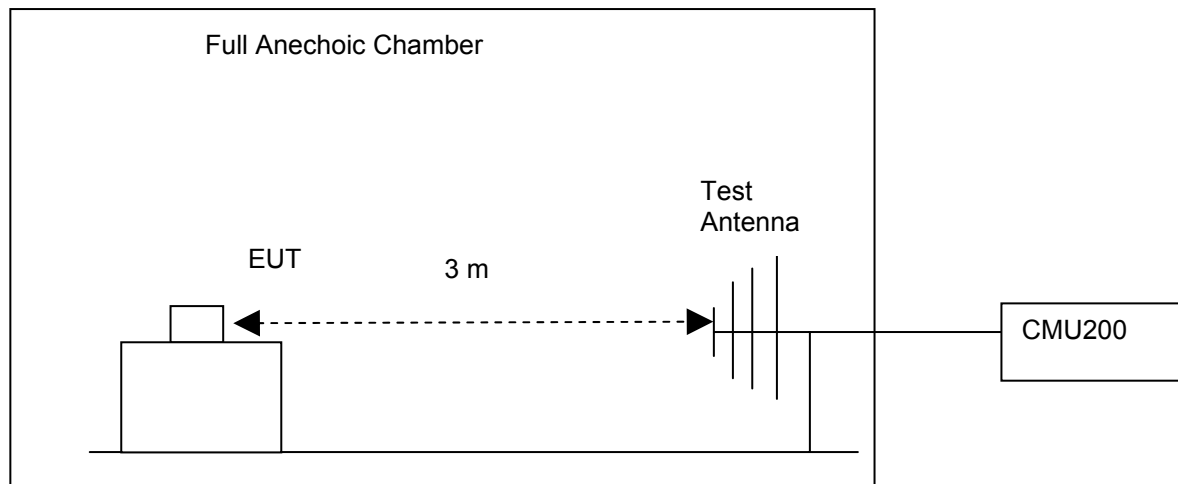 Full Anechoic Chamber
Test
Antenna
EUT
3 m
CMU200